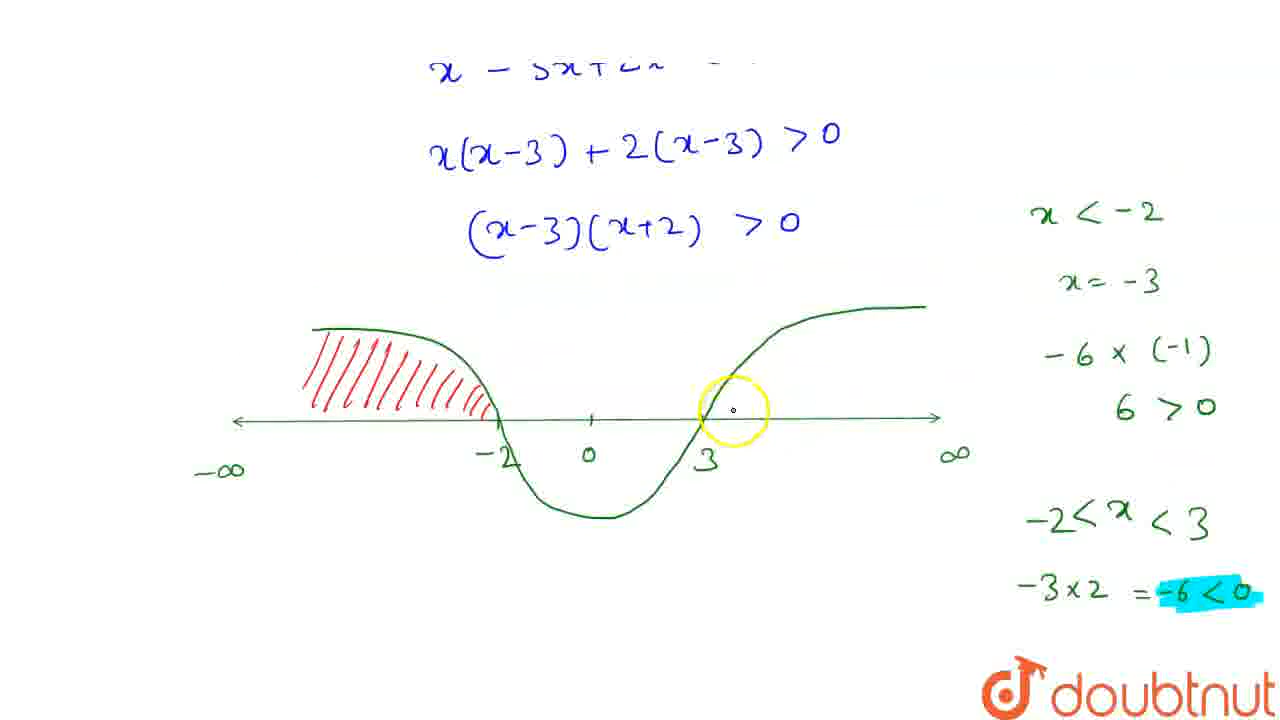 x(x-3) + 2(x-3) > 0
(x-3)(x+2) > 0
x < -2
x = -3
-6 × (-1)
6 > 0
-∞ -2 0 3 ∞
-2 < x < 3
-3×2 = -6 < 0
doubtnut